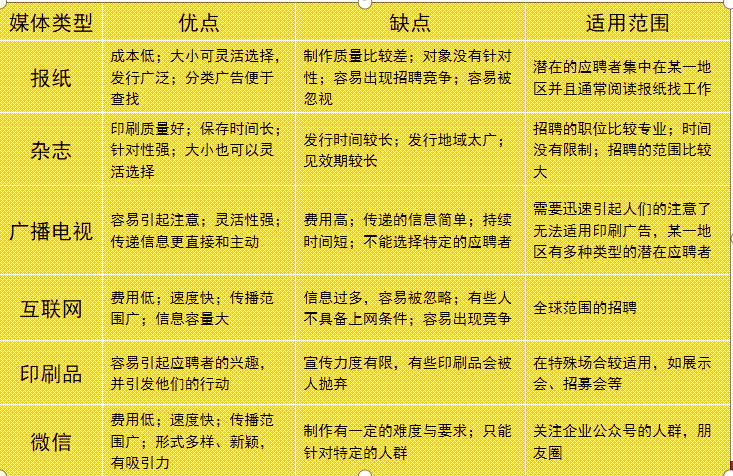 媒体类型 优点 缺点 适用范围
报纸
成本低；大小可灵活选择，
发行广泛；分类广告便于
查找
制作质量比较差；对象没有针对
性；容易出现招聘竞争；容易被
忽视
潜在的应聘者集中在某一地
区并且通常阅读报纸找工作
杂志
印刷质量好；保存时间长；
针对性强；大小也可以灵
活选择
发行时间较长；发行地域太广；
见效期较长
招聘的职位比较专业；时间
没有限制；招聘的范围比较
大
广播电视
容易引起注意；灵活性强；
传递信息更直接和主动
费用高；传递的信息简单；持续
时间短；不能选择特定的应聘者
需要迅速引起人们的注意了
无法适用印刷广告，某一地
区有多种类型的潜在应聘者
互联网
费用低；速度快；传播范
围广；信息容量大
信息过多，容易被忽略；有些人
不具备上网条件；容易出现竞争
全球范围的招聘
印刷品
容易引起应聘者的兴趣，
并引发他们的行动
宣传力度有限，有些印刷品会被
人抛弃
在特殊场合较适用，如展示
会、招募会等
微信
费用低；速度快；传播范
围广；形式多样、新颖，
有吸引力
制作有一定的难度与要求；只能
针对特定的人群
关注企业公众号的人群，朋
友圈